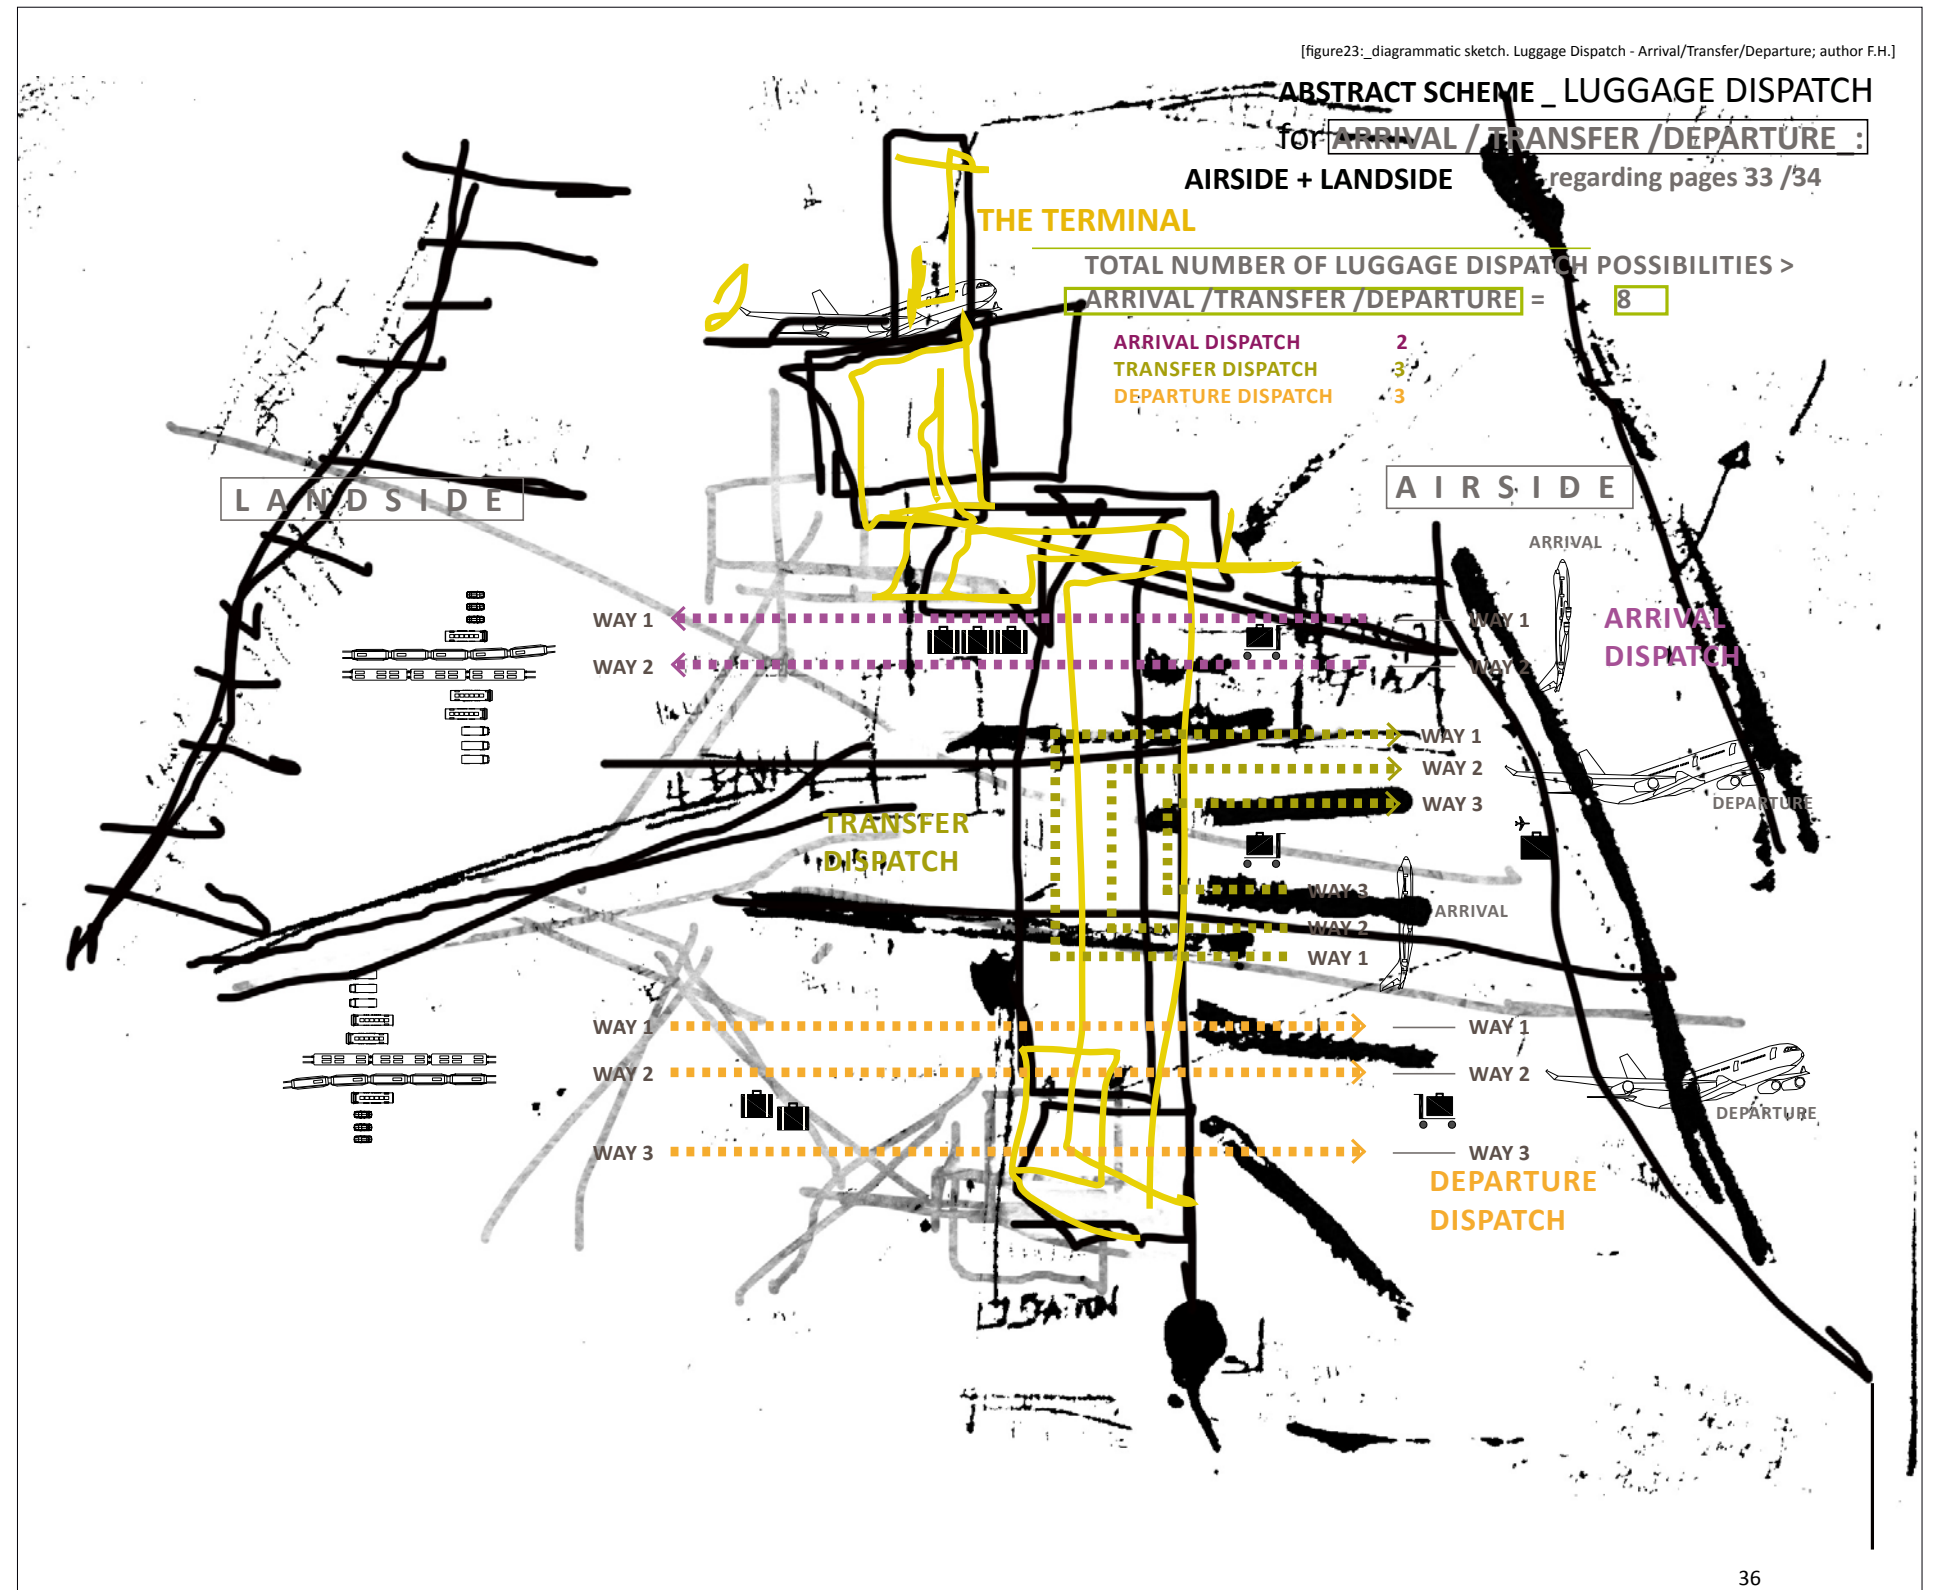 [figure23:_diagrammatic sketch. Luggage Dispatch - Arrival/Transfer/Departure; author F.H.]
ABSTRACT SCHEME _ LUGGAGE DISPATCH
for ARRIVAL / TRANSFER /DEPARTURE_:
AIRSIDE + LANDSIDE regarding pages 33 /34
THE TERMINAL
TOTAL NUMBER OF LUGGAGE DISPATCH POSSIBILITIES >
ARRIVAL /TRANSFER /DEPARTURE = 8
ARRIVAL DISPATCH 2
TRANSFER DISPATCH 3
DEPARTURE DISPATCH 3
LANDSIDE
AIRSIDE
ARRIVAL
WAY 1 WAY 1
WAY 2 WAY 2
ARRIVAL
DISPATCH
WAY 1
WAY 2
WAY 3
DEPARTURE
TRANSFER
DISPATCH
WAY 3
WAY 2
WAY 1
ARRIVAL
WAY 1 WAY 1
WAY 2 WAY 2
DEPARTURE
WAY 3 WAY 3
DEPARTURE
DISPATCH
36